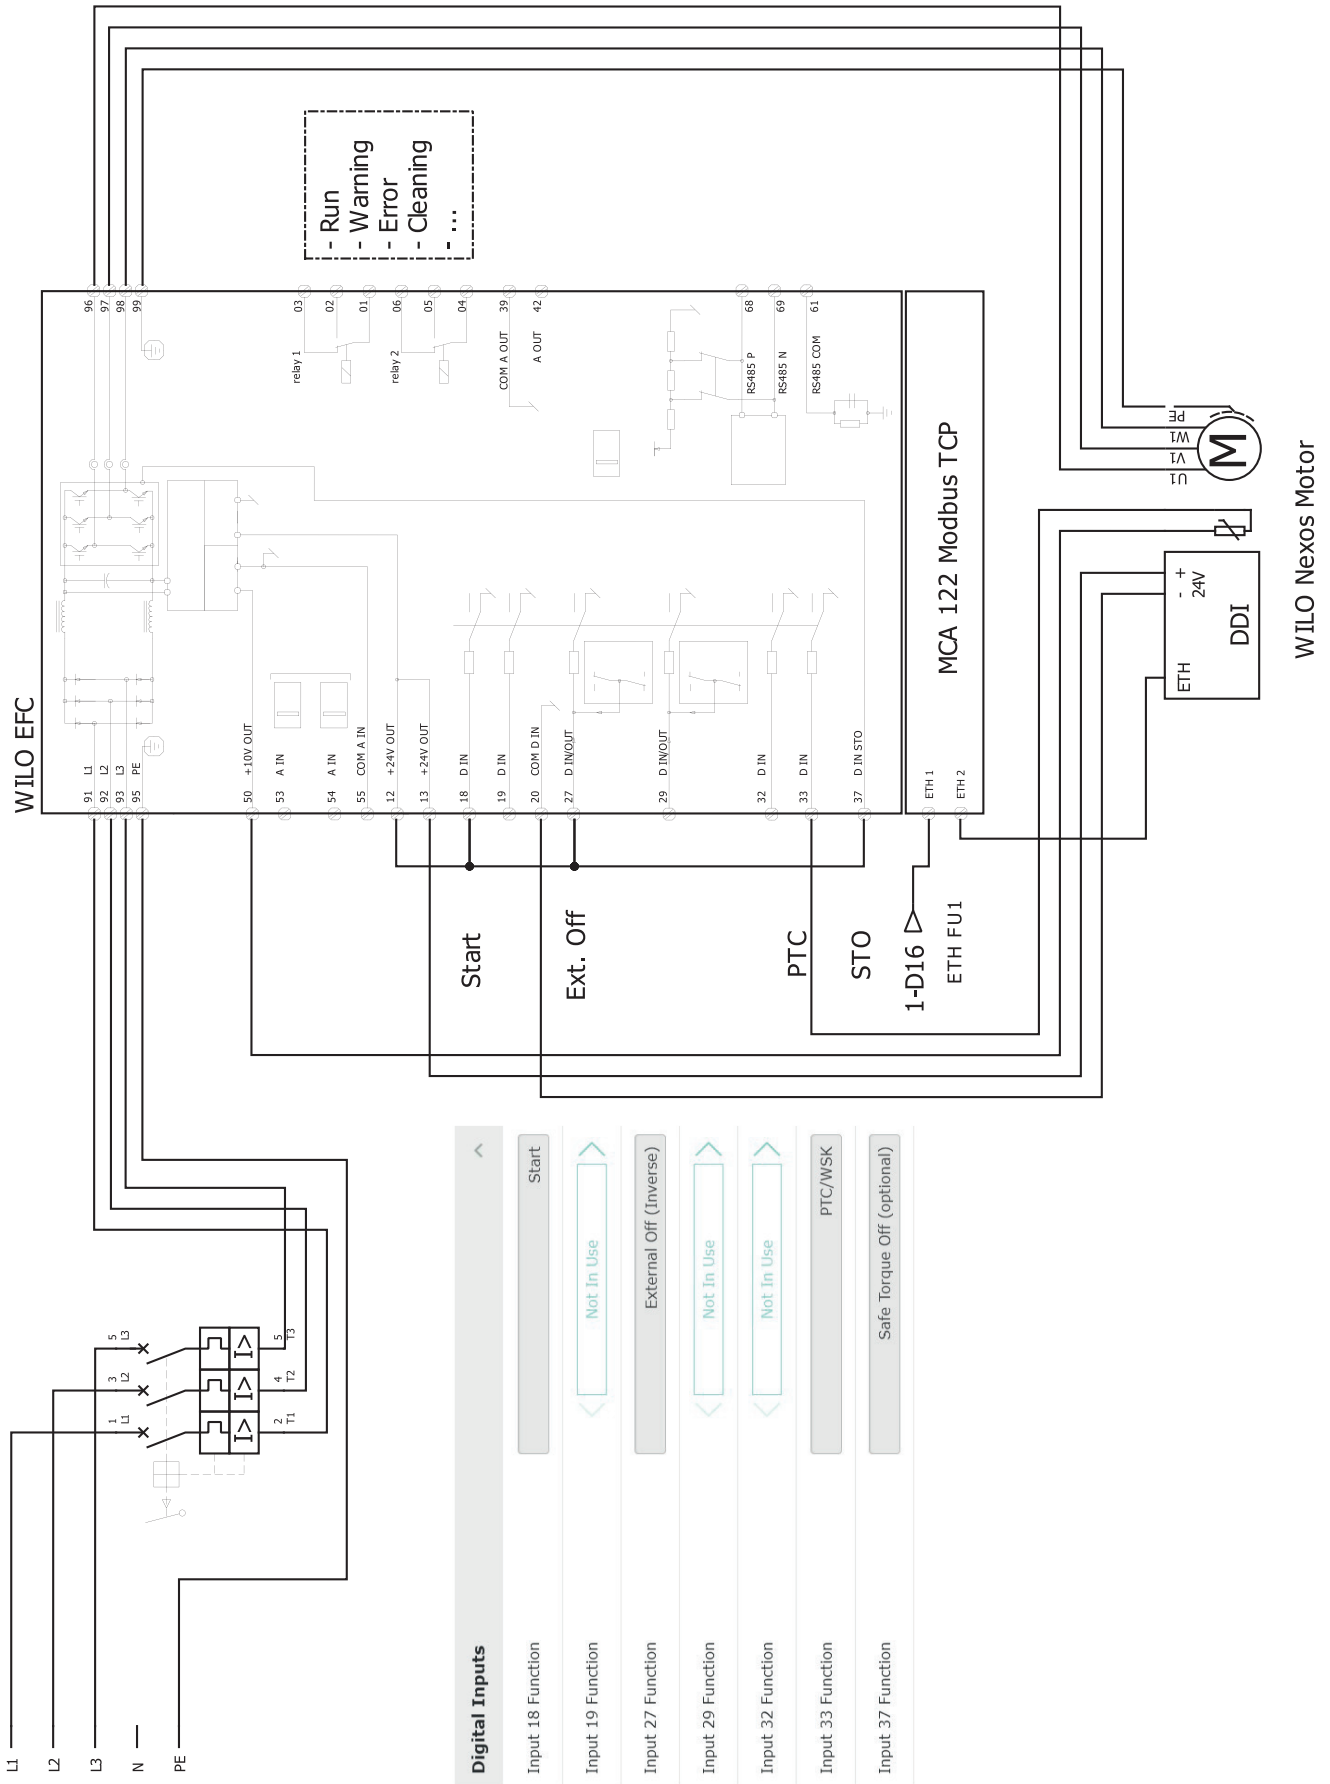 L1
L2
L3
N
PE
1
L1
3
L2
5
L3
I>
I>
I>
2
T1
4
T2
5
T3
WILO EFC
91 L1
92 L2
93 L3
95 PE
50 +10V OUT
53 A IN
54 A IN
55 COM A IN
12 +24V OUT
13 +24V OUT
18 D IN
19 D IN
20 COM D IN
27 D IN/OUT
29 D IN/OUT
32 D IN
33 D IN
37 D IN STO
96
97
98
99
relay 1
03
02
01
relay 2
06
05
04
COM A OUT 39
A OUT 42
RS485 P 68
RS485 N 69
RS485 COM 61
- Run
- Warning
- Error
- Cleaning
- ...
MCA 122 Modbus TCP
ETH 1
ETH 2
Start
Ext. Off
PTC
STO
1-D16
ETH FU1
ETH
DDI
- +
24V
U1
V1
W1
PE
M
WILO Nexos Motor
Digital Inputs
Input 18 Function Start
Input 19 Function Not In Use
Input 27 Function External Off (Inverse)
Input 29 Function Not In Use
Input 32 Function Not In Use
Input 33 Function PTC/WSK
Input 37 Function Safe Torque Off (optional)